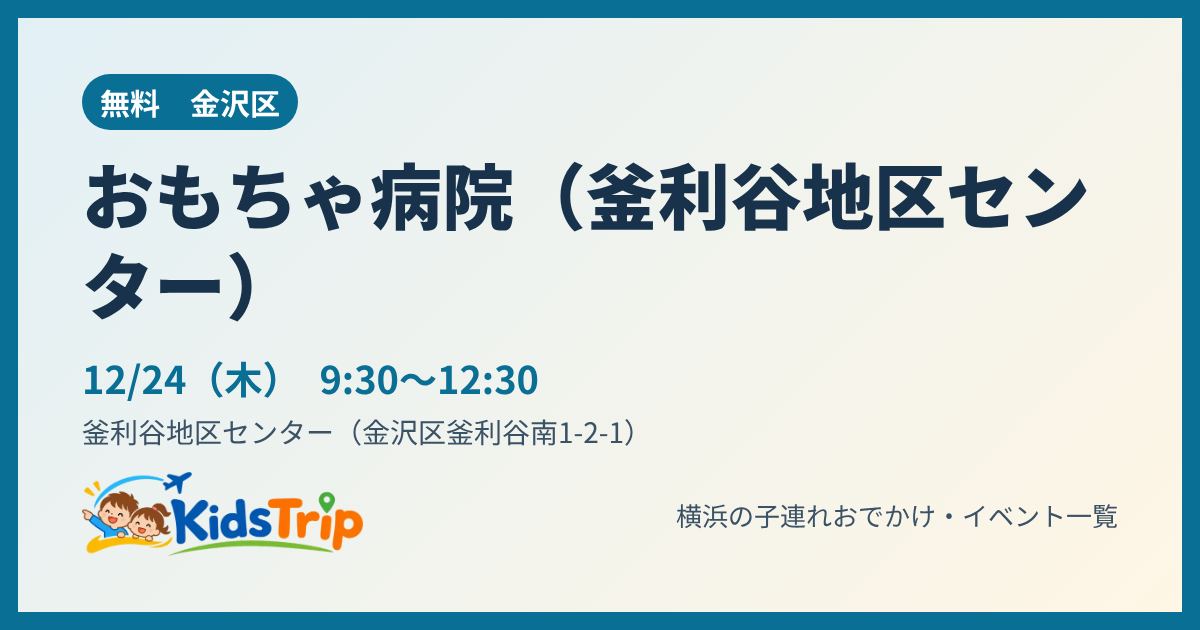 無料　金沢区
おもちゃ病院（釜利谷地区セン
ター）
12/24（木）　9:30〜12:30
釜利谷地区センター（金沢区釜利谷南1-2-1）
KidsTrip
横浜の子連れおでかけ・イベント一覧